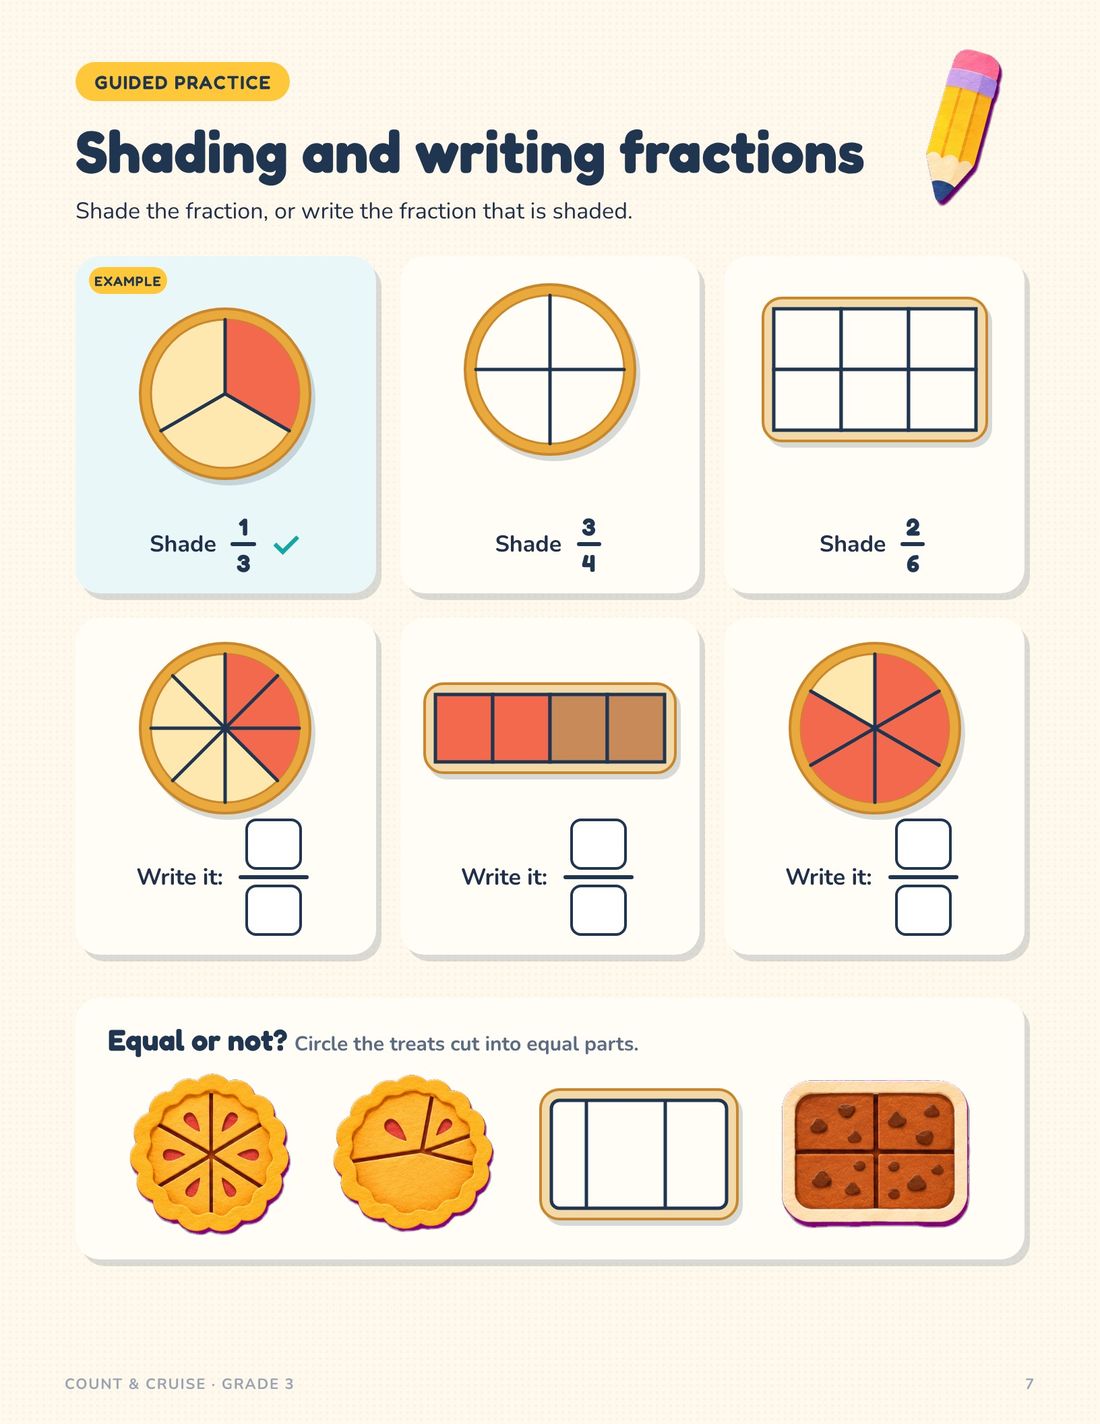 GUIDED PRACTICE
Shading and writing fractions
Shade the fraction, or write the fraction that is shaded.
EXAMPLE
Shade 1/3 ✓
Shade 3/4
Shade 2/6
Write it:
Write it:
Write it:
Equal or not? Circle the treats cut into equal parts.
COUNT & CRUISE · GRADE 3
7